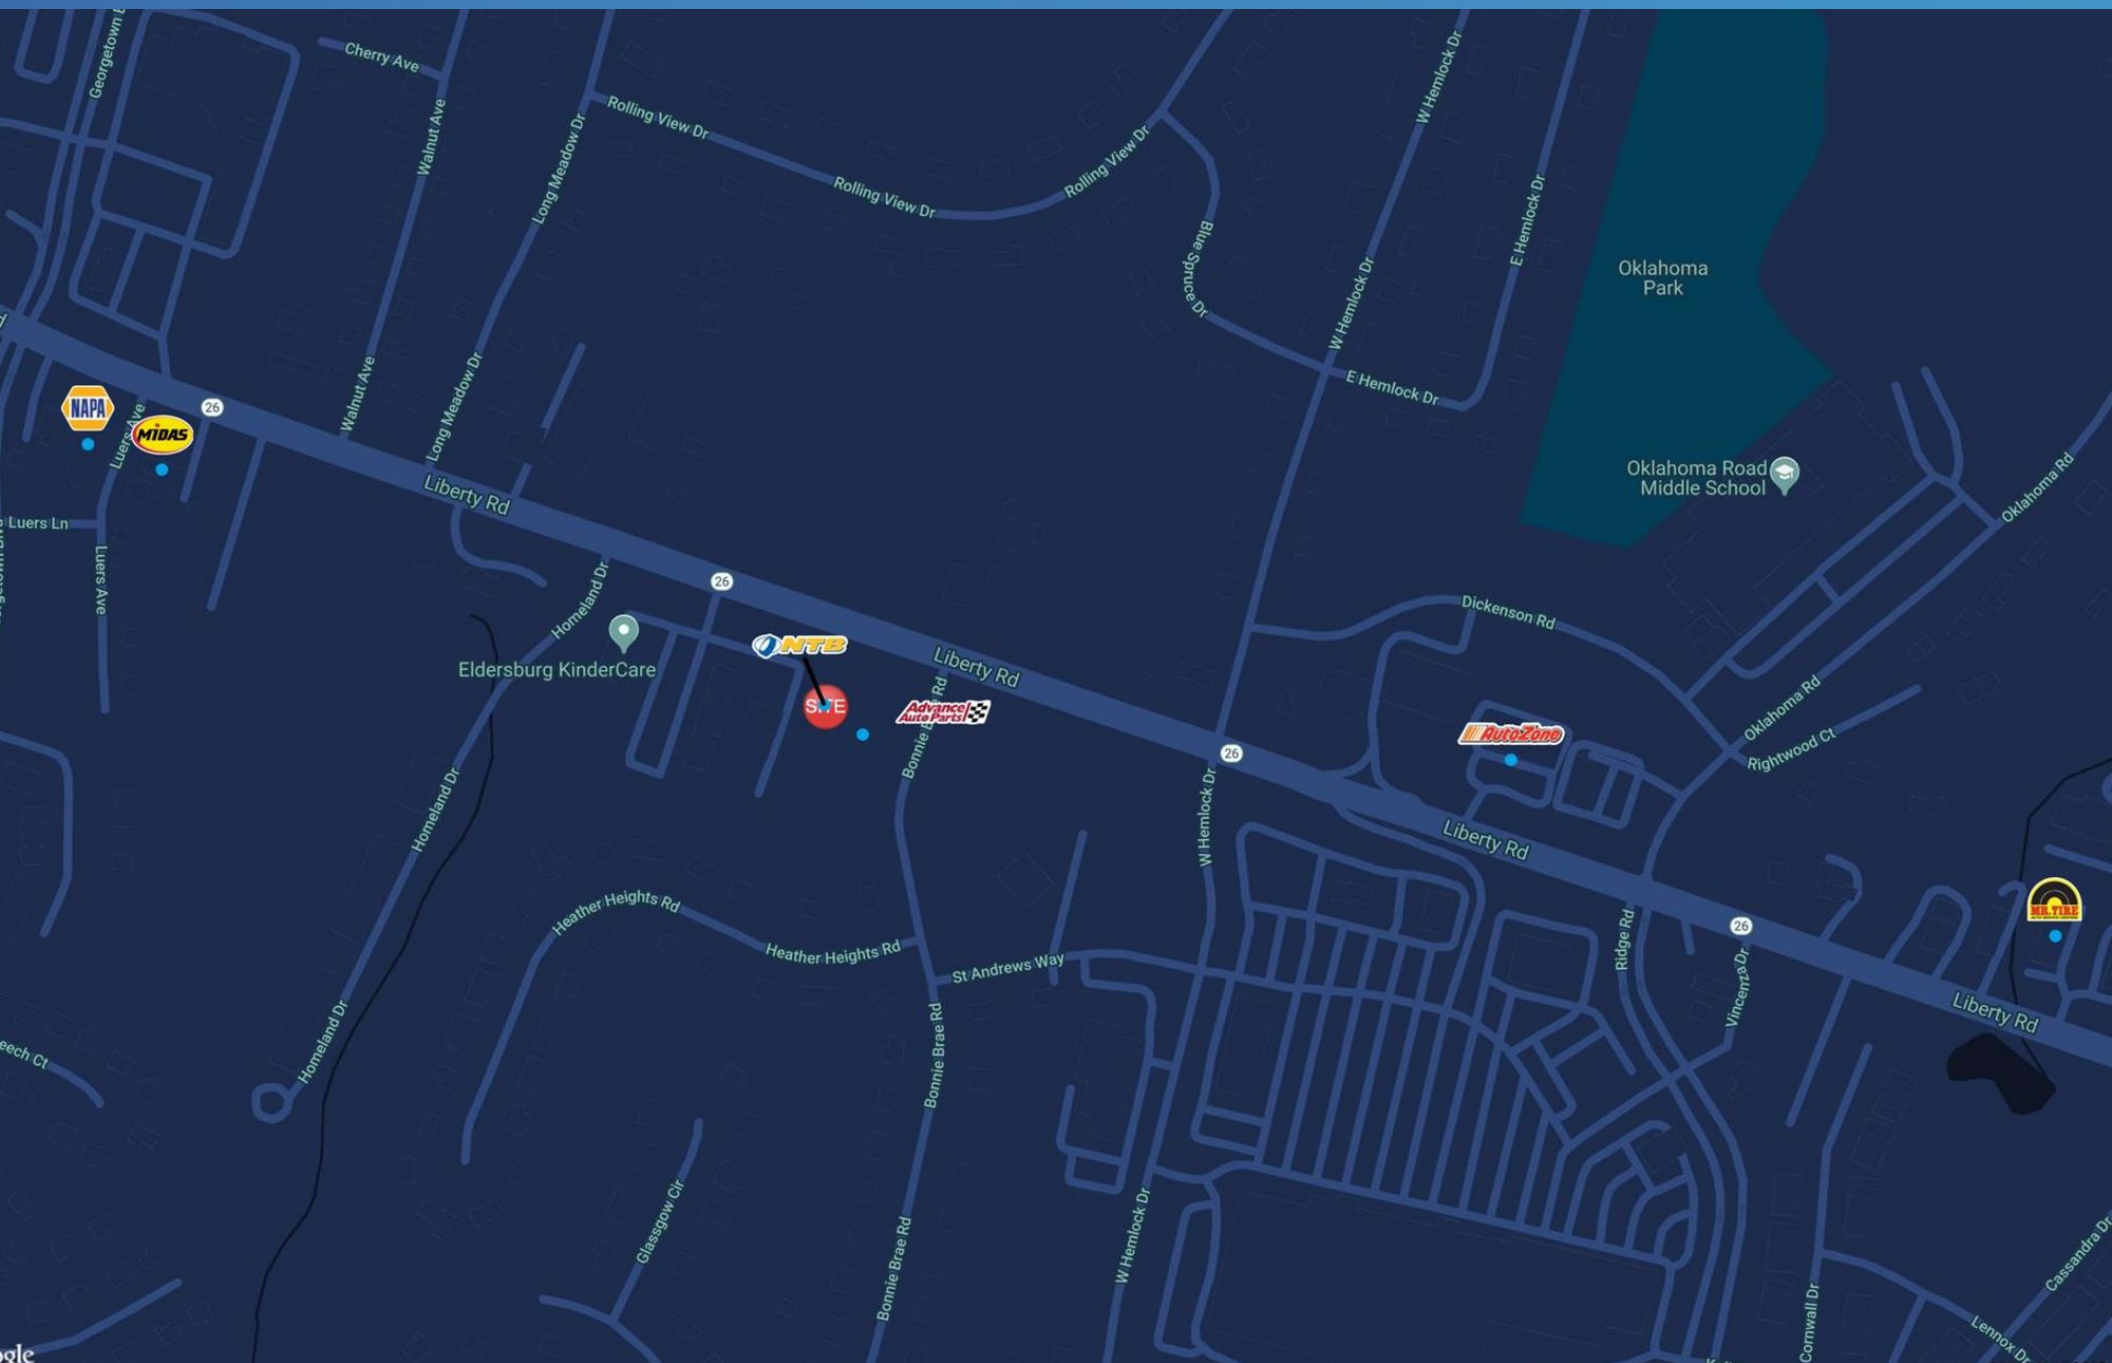 Georgetown B
Cherry Ave
Walnut Ave
Long Meadow Dr
Rolling View Dr
Rolling View Dr
Rolling View Dr
W Hemlock Dr
E Hemlock Dr
Blue Spruce Dr
W Hemlock Dr
Oklahoma
Park
E Hemlock Dr
Walnut Ave
Long Meadow Dr
NAPA
MIDAS
Luers Ave
26
Liberty Rd
Oklahoma Road
Middle School
Oklahoma Rd
Luers Ln
Luers Ave
Homeland Dr
26
Dickenson Rd
Eldersburg KinderCare
NTB
SITE
Liberty Rd
Advance
Auto Parts
Bonnie Brae Rd
AutoZone
Oklahoma Rd
Rightwood Ct
26
Homeland Dr
W Hemlock Dr
Liberty Rd
Heather Heights Rd
Heather Heights Rd
St Andrews Way
Ridge Rd
26
MR. TIRE
Vincenza Dr
Liberty Rd
Homeland Dr
eech Ct
Bonnie Brae Rd
Glassgow Cir
Bonnie Brae Rd
W Hemlock Dr
Cassandra Dr
Cornwall Dr
Lennox Dr
ogle